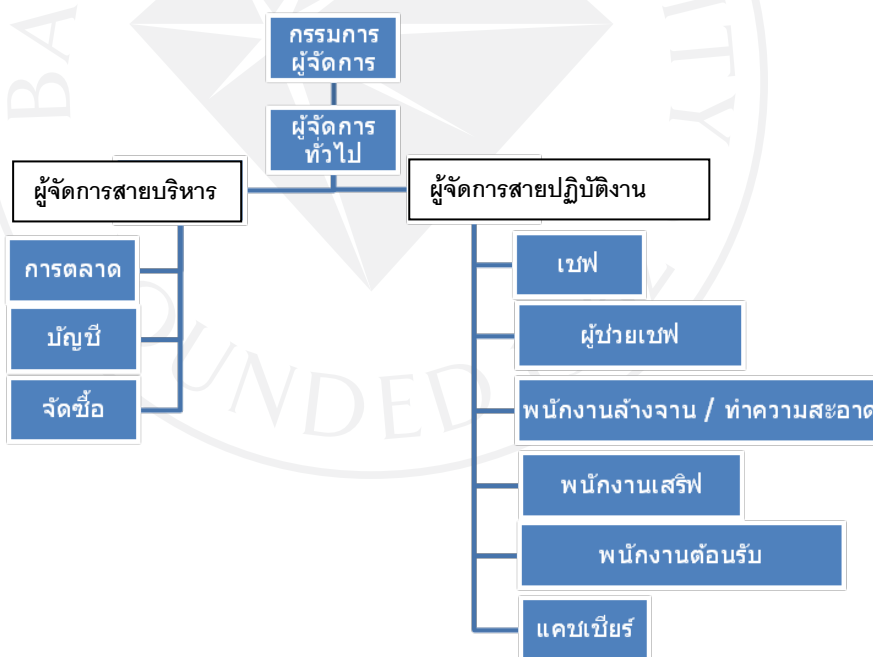 กรรมการ
ผู้จัดการ
ผู้จัดการ
ทั่วไป
ผู้จัดการสายบริหาร
ผู้จัดการสายปฏิบัติงาน
การตลาด
บัญชี
จัดซื้อ
เชฟ
ผู้ช่วยเชฟ
พนักงานล้างจาน / ทำความสะอาด
พนักงานเสริฟ
พนักงานต้อนรับ
แคชเชียร์
BA
ITY
OUNDED